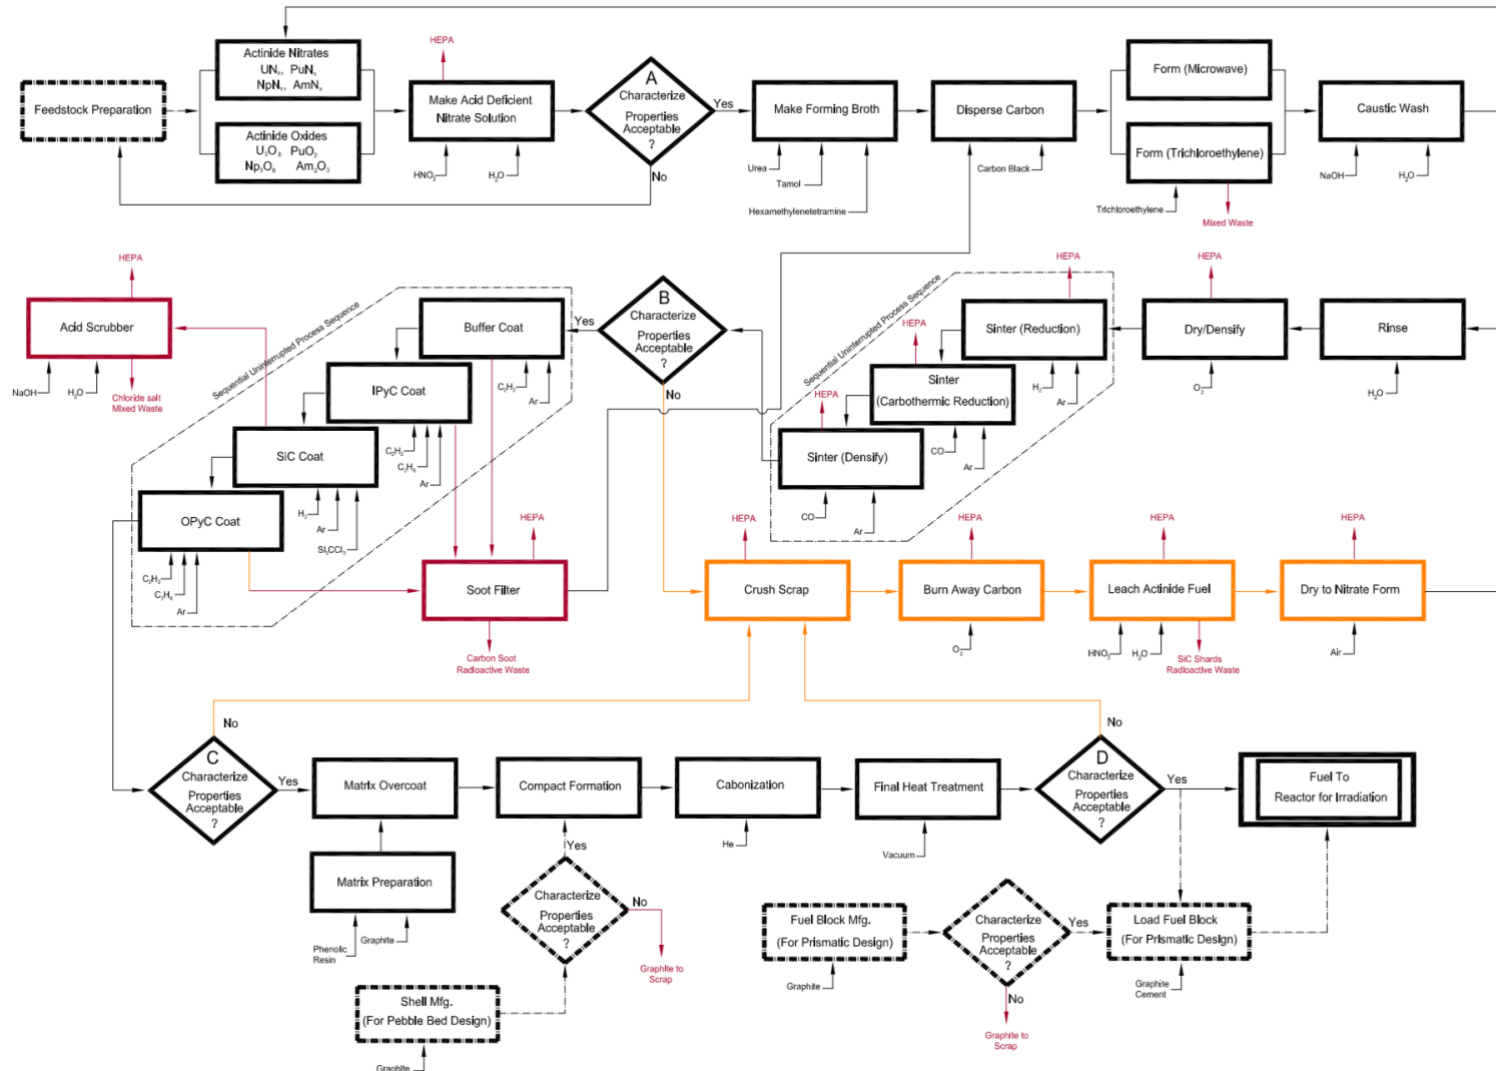 Feedstock Preparation
Actinide Nitrates
UNₓ, PuNₓ
NpNₓ, AmNₓ
Actinide Oxides
U₃O₈ PuO₂
Np₃O₈ Am₂O₃
HEPA
Make Acid Deficient
Nitrate Solution
HNO₃
H₂O
A
Characterize
Properties
Acceptable
?
Yes
No
Make Forming Broth
Urea
Tamol
Hexamethylenetetramine
Disperse Carbon
Carbon Black
Form (Microwave)
Form (Trichloroethylene)
Trichloroethylene
Mixed Waste
Caustic Wash
NaOH
H₂O
HEPA
Acid Scrubber
NaOH
H₂O
Chloride salt
Mixed Waste
Sequential Uninterrupted Process Sequence
Buffer Coat
C₂H₂
Ar
IPyC Coat
C₂H₂
C₃H₆
Ar
SiC Coat
H₂
Ar
OPyC Coat
C₂H₂
C₃H₆
Ar
B
Characterize
Properties
Acceptable
?
Yes
No
Sequential Uninterrupted Process Sequence
HEPA
Sinter (Reduction)
H₂
Ar
HEPA
Sinter
(Carbothermic Reduction)
CO
Ar
HEPA
Sinter (Densify)
CO
Ar
HEPA
Dry/Densify
O₂
Rinse
H₂O
HEPA
Soot Filter
Carbon Soot
Radioactive Waste
HEPA
Crush Scrap
HEPA
Burn Away Carbon
O₂
HEPA
Leach Actinide Fuel
HNO₃
H₂O
SiC Shards
Radioactive Waste
HEPA
Dry to Nitrate Form
Air
No
C
Characterize
Properties
Acceptable
?
Yes
Matrix Overcoat
Matrix Preparation
Phenolic
Resin
Graphite
Compact Formation
Yes
Characterize
Properties
Acceptable
?
No
Graphite to
Scrap
Shell Mfg.
(For Pebble Bed Design)
Graphite
Cabonization
He
Final Heat Treatment
Vacuum
No
D
Characterize
Properties
Acceptable
?
Yes
Fuel To
Reactor for Irradiation
Fuel Block Mfg.
(For Prismatic Design)
Graphite
Characterize
Properties
Acceptable
?
Yes
No
Graphite to
Scrap
Load Fuel Block
(For Prismatic Design)
Graphite
Cement